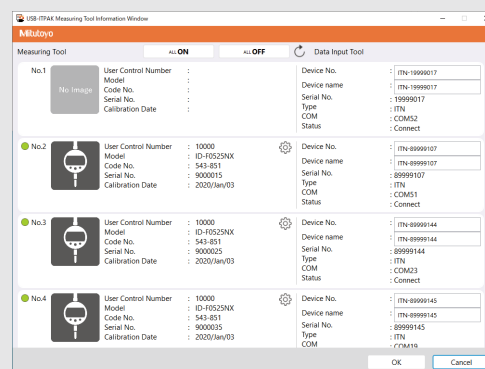 USB-ITPAK Measuring Tool Information Window
Mitutoyo
Measuring Tool
ALL ON
ALL OFF
Data Input Tool
No.1
No Image
User Control Number :
Model :
Code No. :
Serial No. :
Calibration Date :
Device No. : ITN-19999017
Device name : ITN-19999017
Serial No. : 19999017
Type : ITN
COM : COM52
Status : Connect
No.2
User Control Number : 10000
Model : ID-F0525NX
Code No. : 543-851
Serial No. : 9000015
Calibration Date : 2020/Jan/03
Device No. : ITN-89999107
Device name : ITN-89999107
Serial No. : 89999107
Type : ITN
COM : COM51
Status : Connect
No.3
User Control Number : 10000
Model : ID-F0525NX
Code No. : 543-851
Serial No. : 9000025
Calibration Date : 2020/Jan/03
Device No. : ITN-89999144
Device name : ITN-89999144
Serial No. : 89999144
Type : ITN
COM : COM23
Status : Connect
No.4
User Control Number : 10000
Model : ID-F0525NX
Code No. : 543-851
Serial No. : 9000035
Calibration Date : 2020/Jan/03
Device No. : ITN-89999145
Device name : ITN-89999145
Serial No. : 89999145
Type : ITN
COM : COM19
OK
Cancel